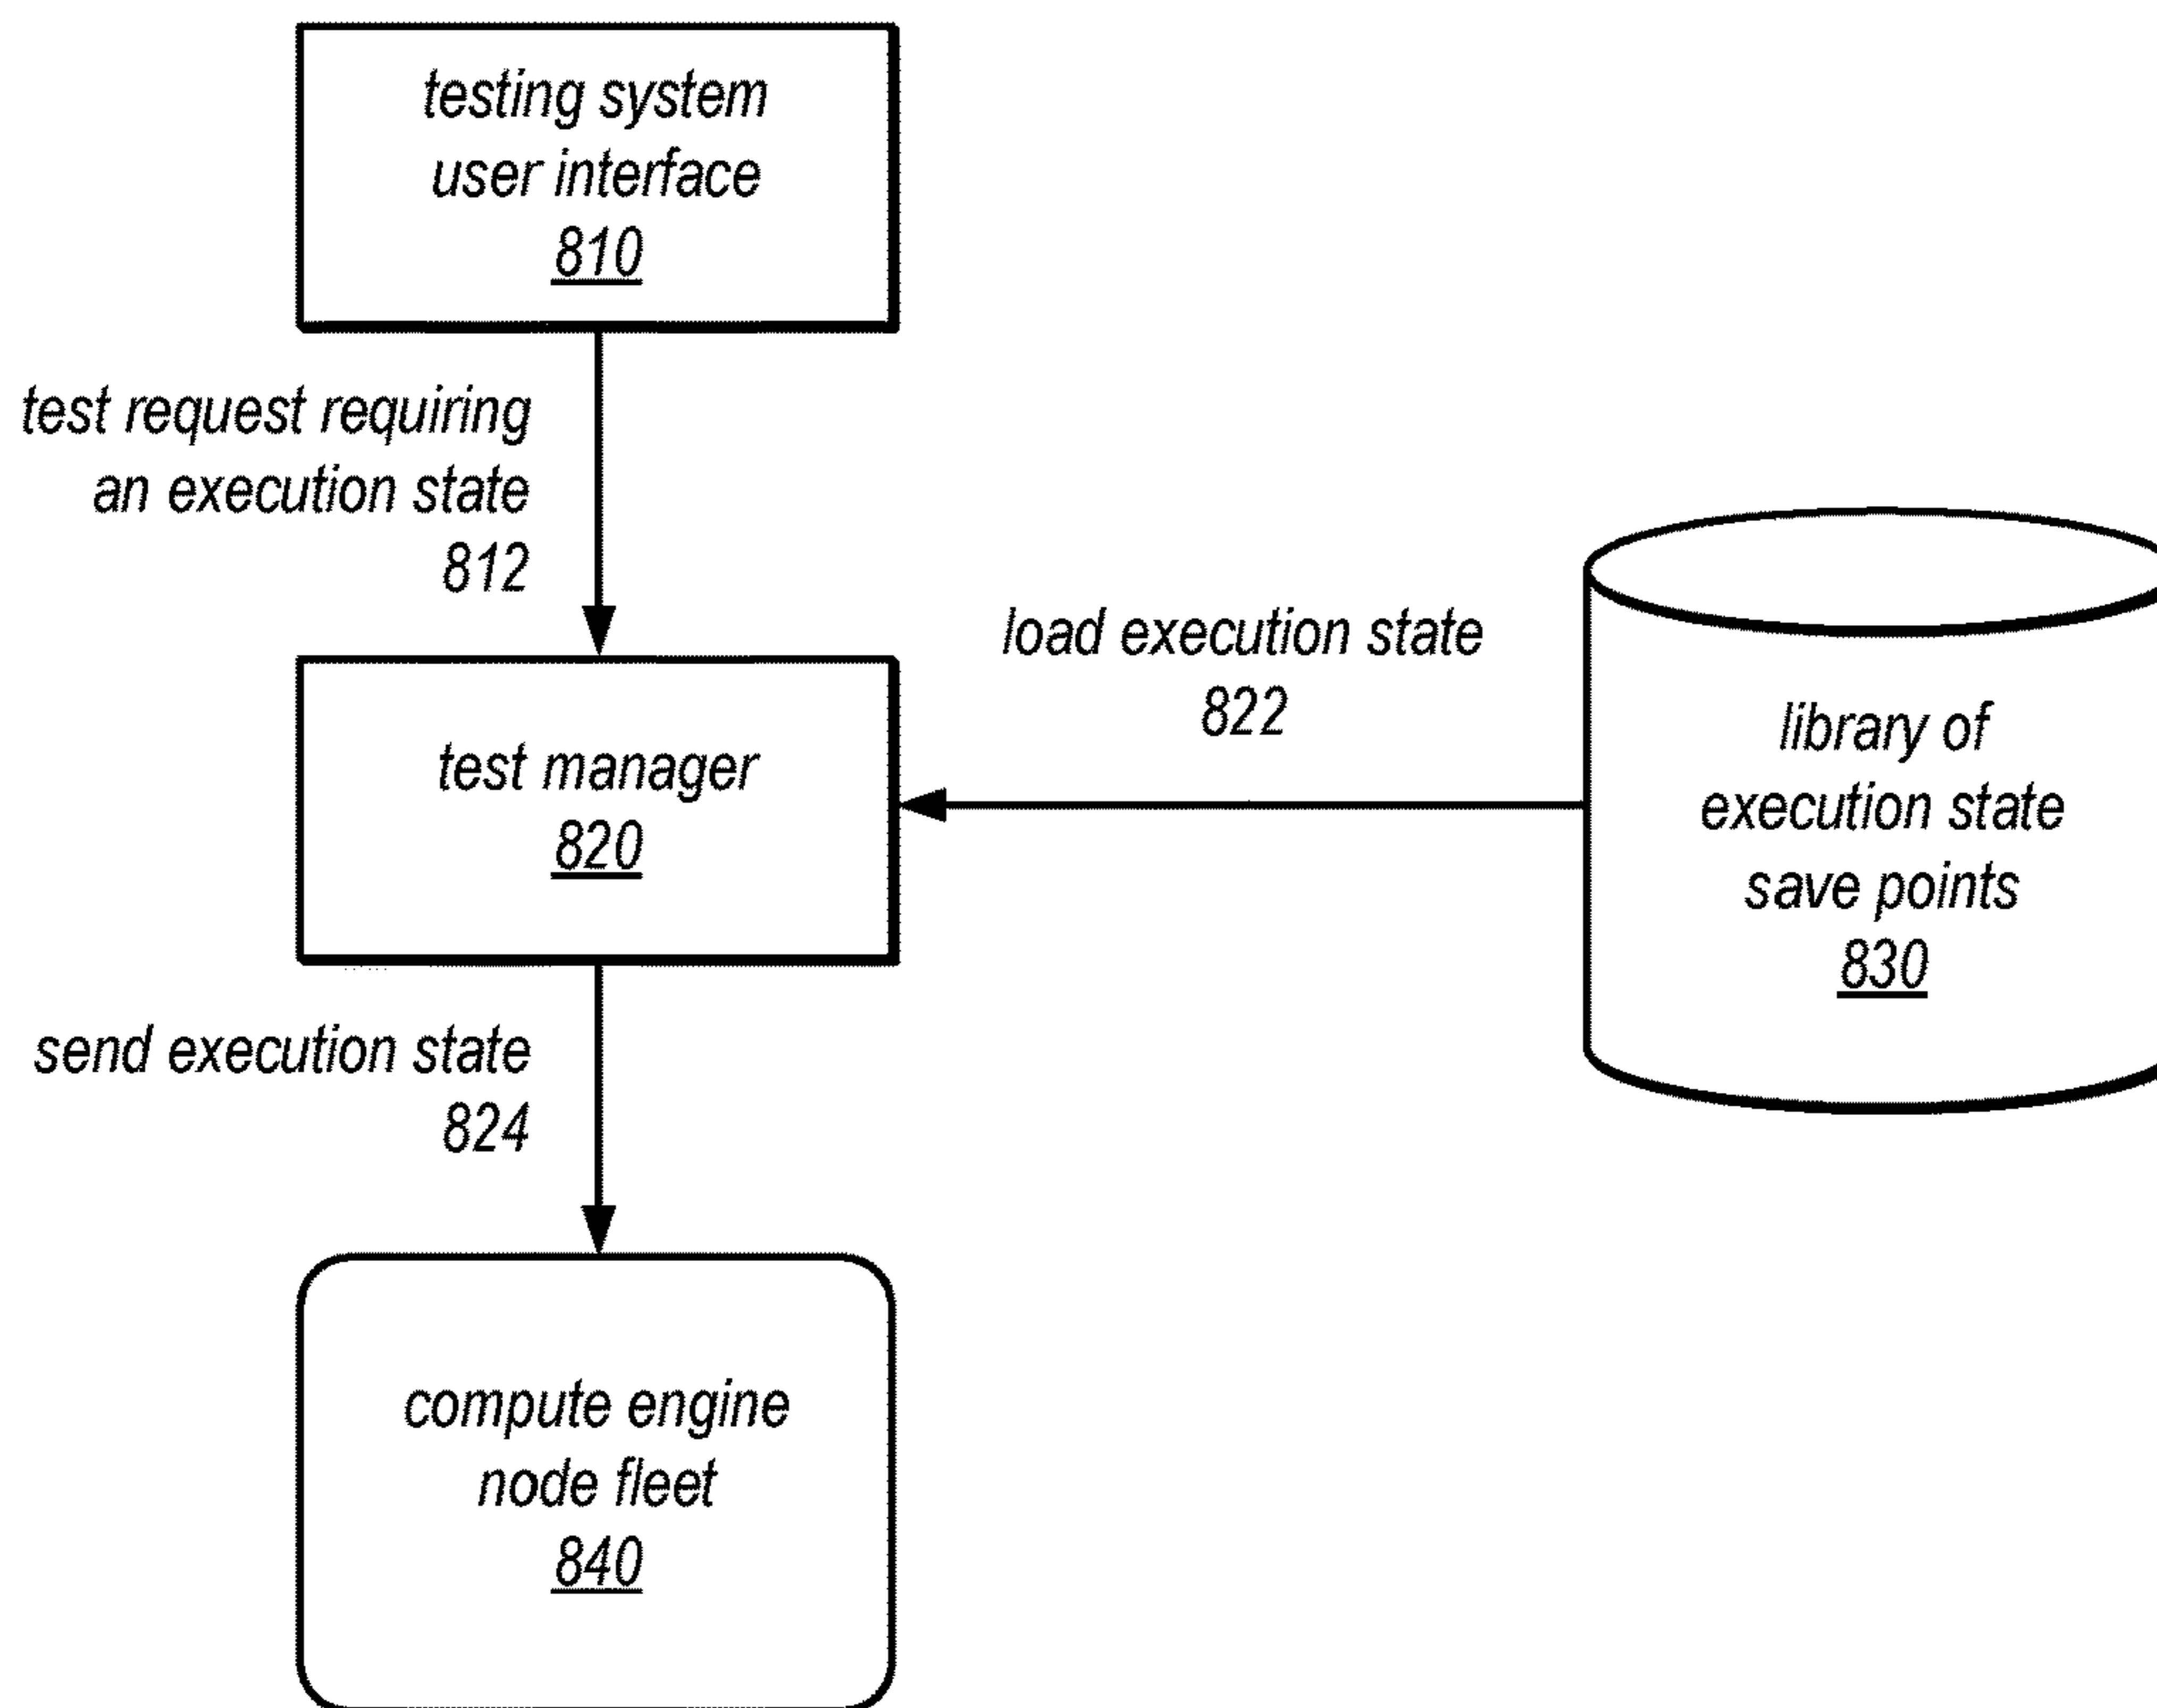 testing system
user interface
810
test request requiring
an execution state
812
load execution state
822
test manager
820
library of
execution state
save points
830
send execution state
824
compute engine
node fleet
840